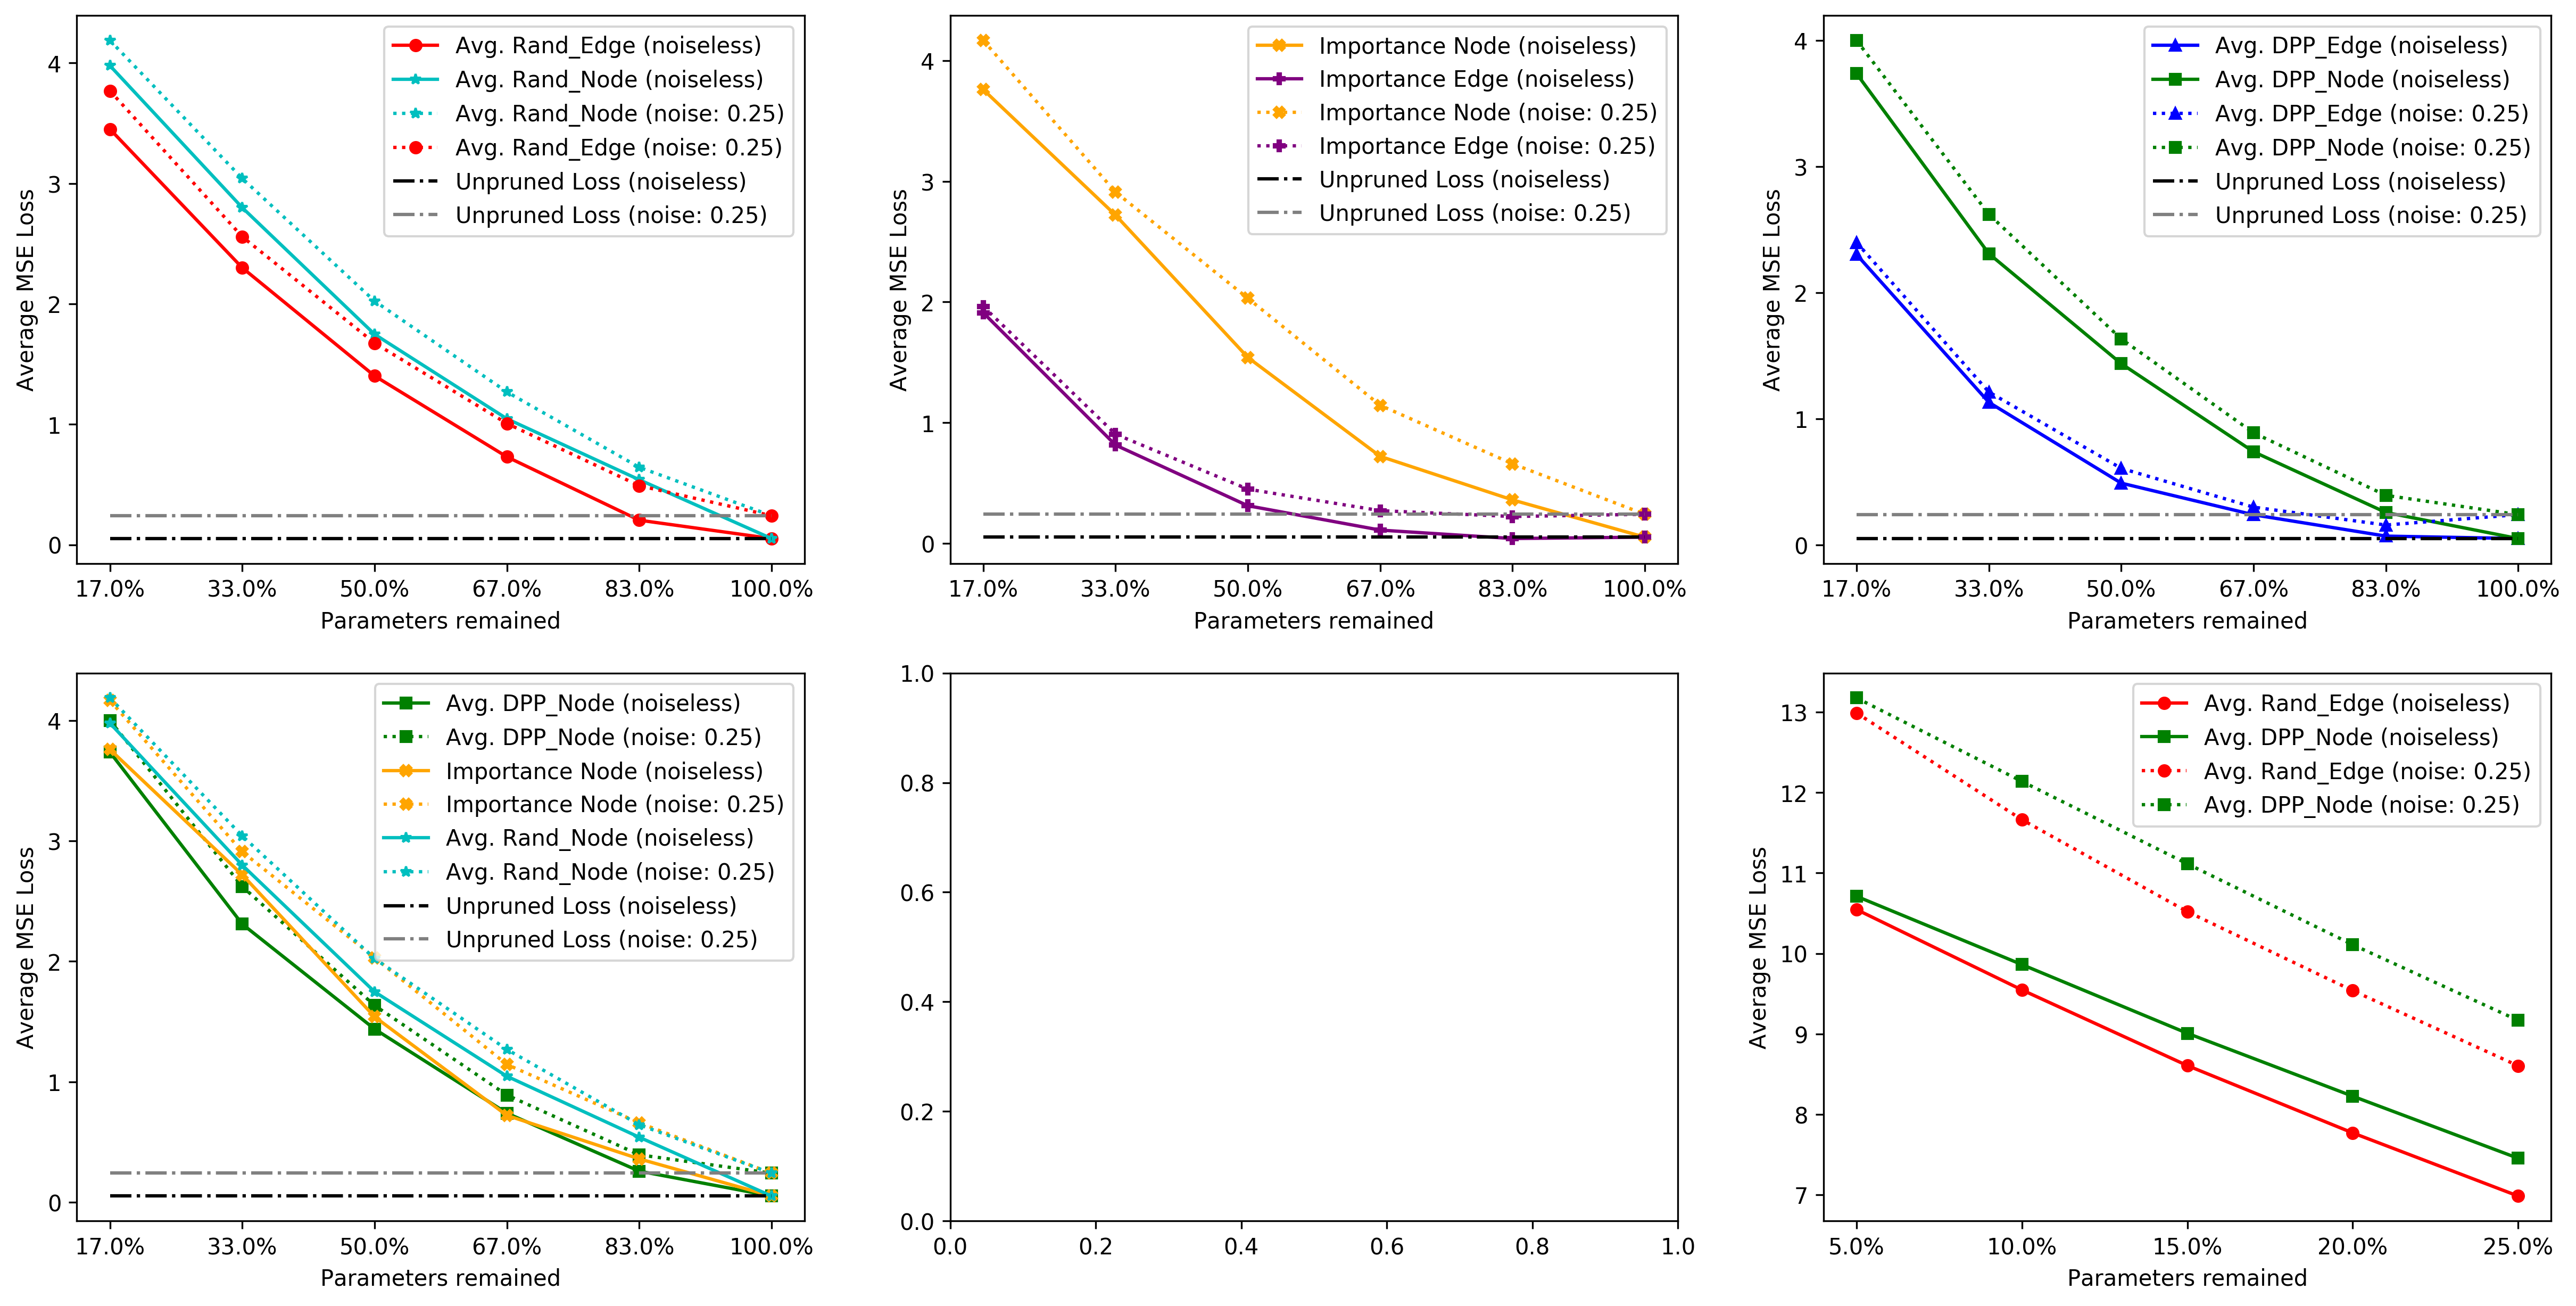 Average MSE Loss
4
3
2
1
0
Avg. Rand_Edge (noiseless)
Avg. Rand_Node (noiseless)
Avg. Rand_Node (noise: 0.25)
Avg. Rand_Edge (noise: 0.25)
Unpruned Loss (noiseless)
Unpruned Loss (noise: 0.25)
17.0% 33.0% 50.0% 67.0% 83.0% 100.0%
Parameters remained
Average MSE Loss
4
3
2
1
0
Importance Node (noiseless)
Importance Edge (noiseless)
Importance Node (noise: 0.25)
Importance Edge (noise: 0.25)
Unpruned Loss (noiseless)
Unpruned Loss (noise: 0.25)
17.0% 33.0% 50.0% 67.0% 83.0% 100.0%
Parameters remained
Average MSE Loss
4
3
2
1
0
Avg. DPP_Edge (noiseless)
Avg. DPP_Node (noiseless)
Avg. DPP_Edge (noise: 0.25)
Avg. DPP_Node (noise: 0.25)
Unpruned Loss (noiseless)
Unpruned Loss (noise: 0.25)
17.0% 33.0% 50.0% 67.0% 83.0% 100.0%
Parameters remained
Average MSE Loss
4
3
2
1
0
Avg. DPP_Node (noiseless)
Avg. DPP_Node (noise: 0.25)
Importance Node (noiseless)
Importance Node (noise: 0.25)
Avg. Rand_Node (noiseless)
Avg. Rand_Node (noise: 0.25)
Unpruned Loss (noiseless)
Unpruned Loss (noise: 0.25)
17.0% 33.0% 50.0% 67.0% 83.0% 100.0%
Parameters remained
1.0
0.8
0.6
0.4
0.2
0.0
0.0 0.2 0.4 0.6 0.8 1.0
Average MSE Loss
13
12
11
10
9
8
7
Avg. Rand_Edge (noiseless)
Avg. DPP_Node (noiseless)
Avg. Rand_Edge (noise: 0.25)
Avg. DPP_Node (noise: 0.25)
5.0% 10.0% 15.0% 20.0% 25.0%
Parameters remained